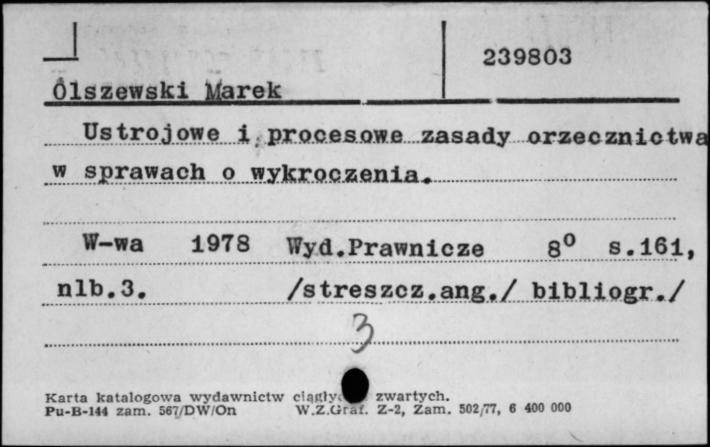 239803
Olszewski Marek
Ustrojowe i procesowe zasady orzecznictwa
w sprawach o wykroczenia.
W-wa 1978 Wyd.Prawnicze 8⁰ s.161,
nlb.3. /streszcz.ang./ bibliogr./
3
Karta katalogowa wydawnictw zwartych.
Pu-B-144 zam. 567/DW/On W.Z.Graf. Z-2, Zam. 502/77, 6 400 000